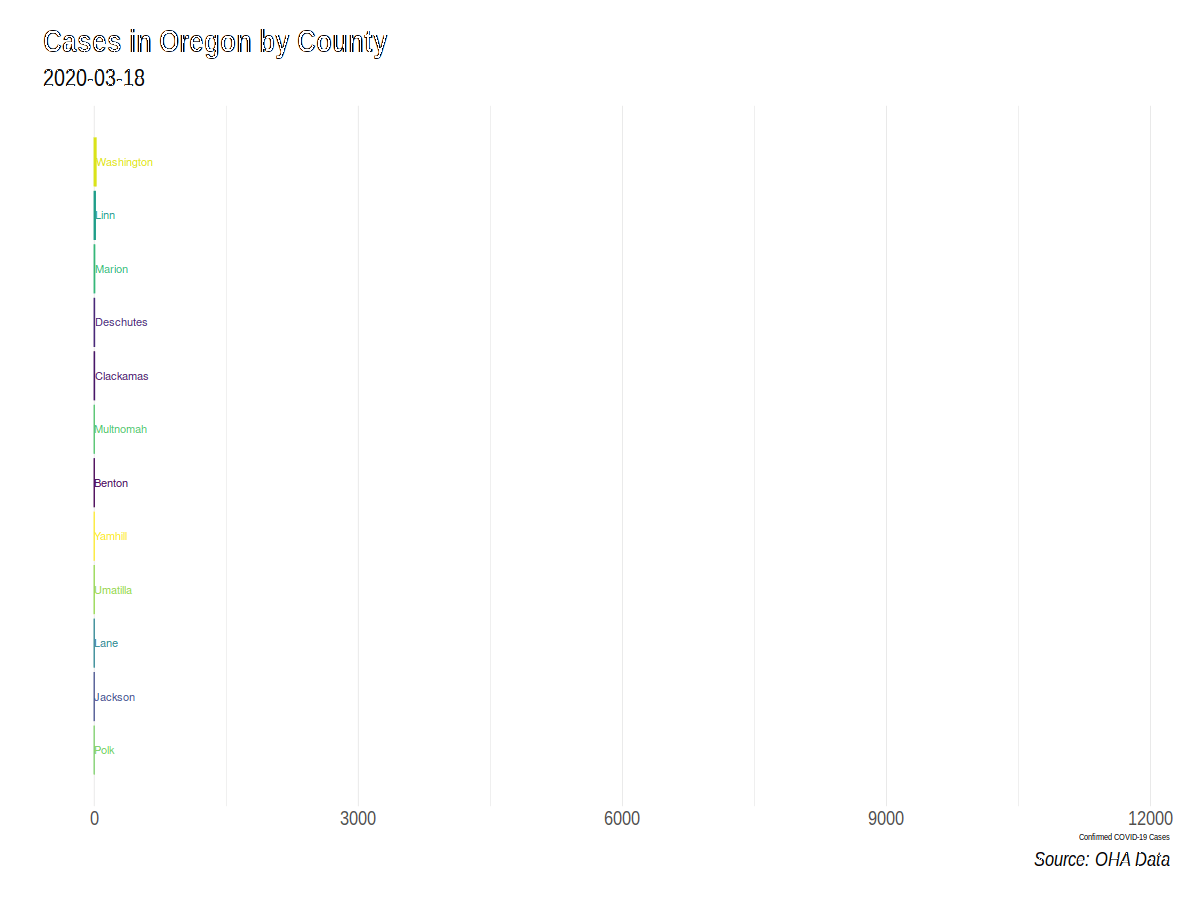 Cases in Oregon by County
2020-03-18
Washington
Linn
Marion
Deschutes
Clackamas
Multnomah
Benton
Yamhill
Umatilla
Lane
Jackson
Polk
0 3000 6000 9000 12000
Confirmed COVID-19 Cases
Source: OHA Data